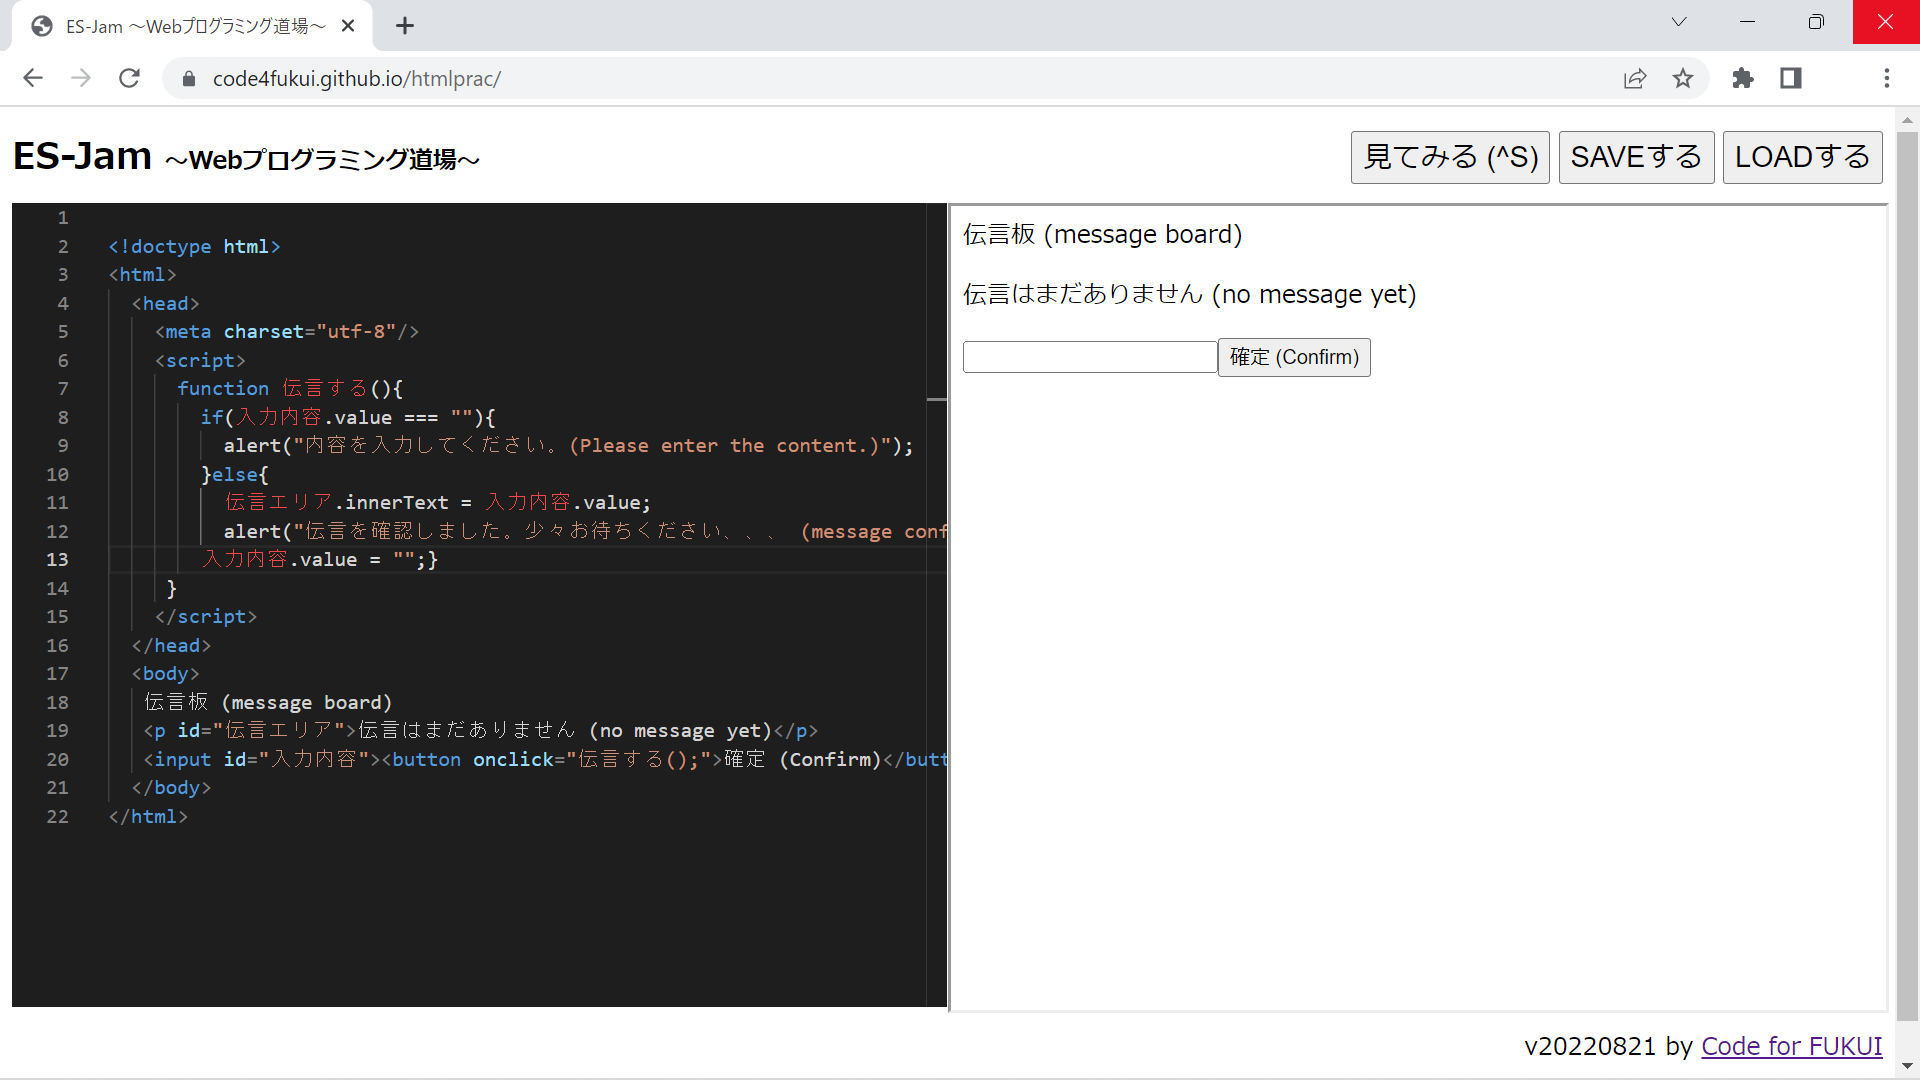 ES-Jam ～Webプログラミング道場～
code4fukui.github.io/htmlprac/
ES-Jam ～Webプログラミング道場～
見てみる (^S) SAVEする LOADする
1
2 <!doctype html>
3 <html>
4 <head>
5 <meta charset="utf-8"/>
6 <script>
7 function 伝言する(){
8 if(入力内容.value === ""){
9 alert("内容を入力してください。(Please enter the content.)");
10 }else{
11 伝言エリア.innerText = 入力内容.value;
12 alert("伝言を確認しました。少々お待ちください、、、 (message conf
13 入力内容.value = "";}
14 }
15 </script>
16 </head>
17 <body>
18 伝言板 (message board)
19 <p id="伝言エリア">伝言はまだありません (no message yet)</p>
20 <input id="入力内容"><button onclick="伝言する();">確定 (Confirm)</butt
21 </body>
22 </html>
伝言板 (message board)
伝言はまだありません (no message yet)
確定 (Confirm)
v20220821 by Code for FUKUI